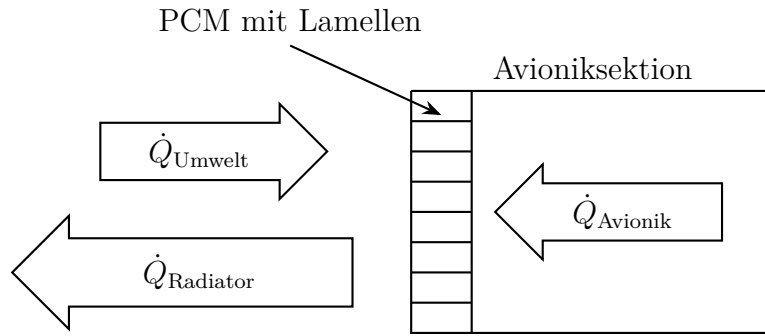 PCM mit Lamellen
Avioniksektion
Q̇Umwelt
Q̇Avionik
Q̇Radiator